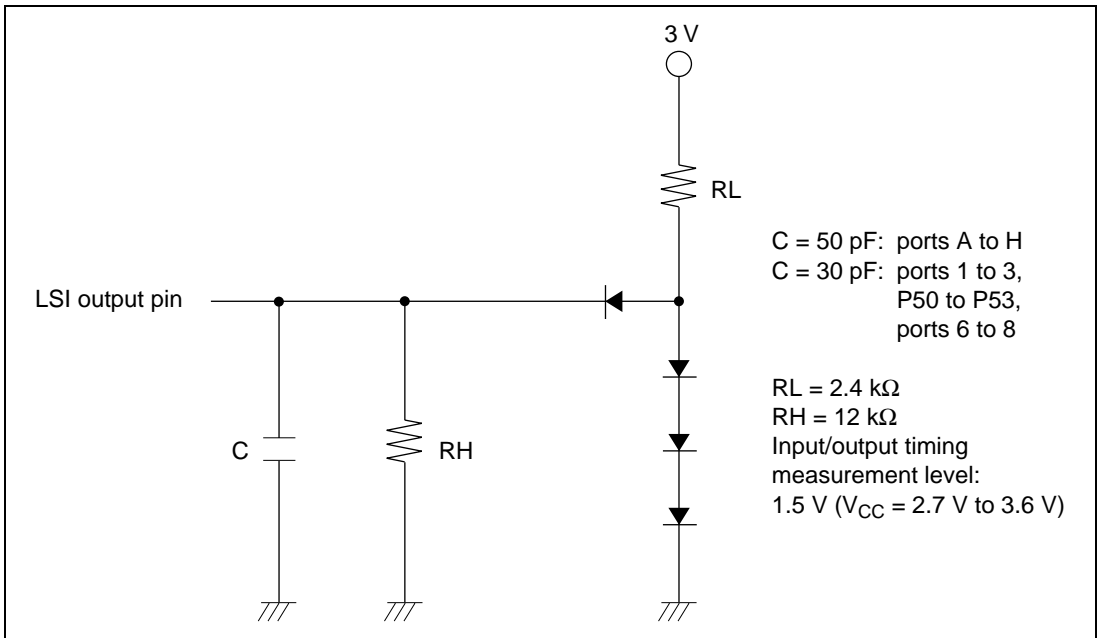 3 V
RL
C = 50 pF: ports A to H
C = 30 pF: ports 1 to 3,
P50 to P53,
ports 6 to 8
LSI output pin
RL = 2.4 kΩ
RH = 12 kΩ
Input/output timing
measurement level:
1.5 V (VCC = 2.7 V to 3.6 V)
C
RH